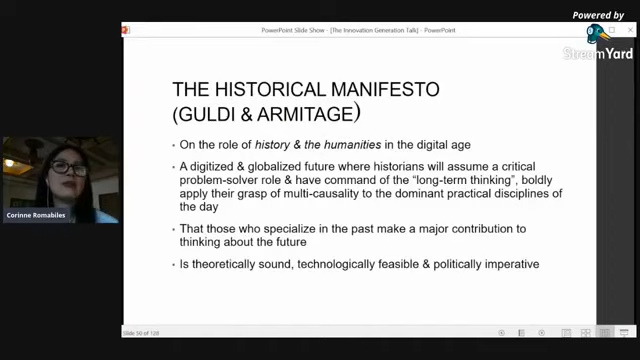 Powered by
StreamYard
PowerPoint Slide Show - [The Innovation Generation Talk] - PowerPoint
THE HISTORICAL MANIFESTO
(GULDI & ARMITAGE)
• On the role of history & the humanities in the digital age
• A digitized & globalized future where historians will assume a critical
problem-solver role & have command of the "long-term thinking", boldly
apply their grasp of multi-causality to the dominant practical disciplines of
the day
• That those who specialize in the past make a major contribution to
thinking about the future
• Is theoretically sound, technologically feasible & politically imperative
Corinne Romabiles
Slide 50 of 128